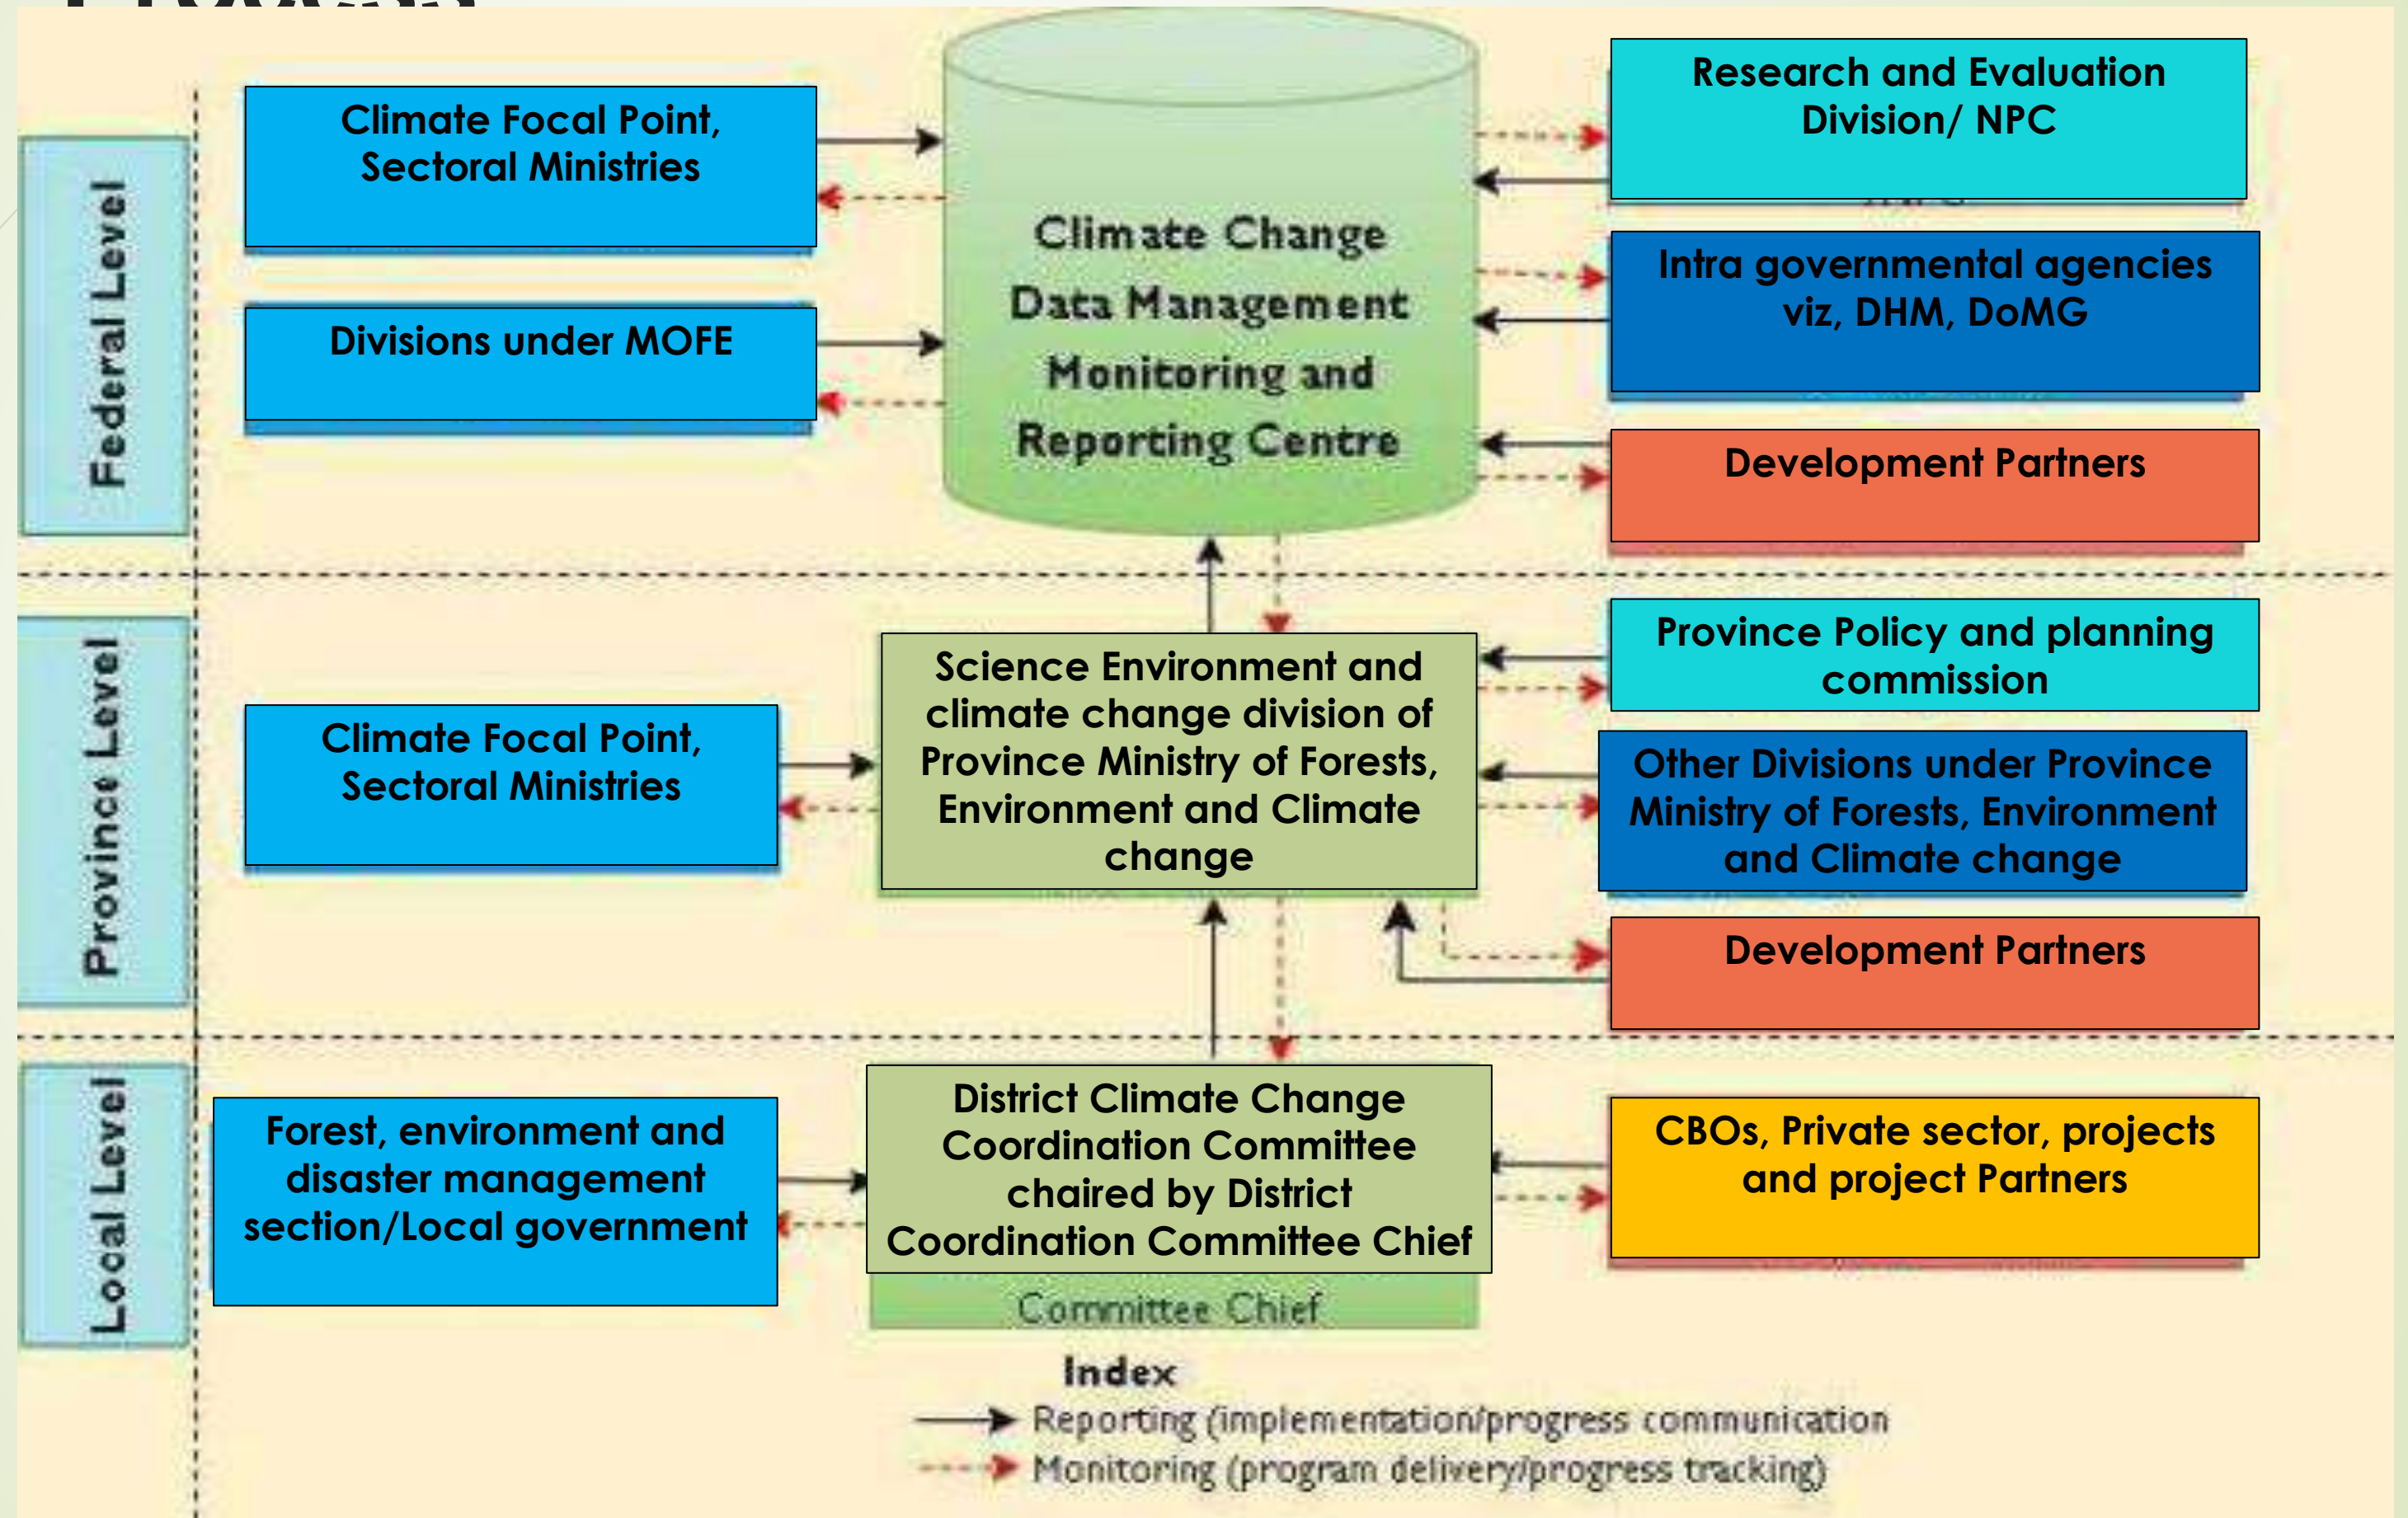 Process
Federal Level
Climate Focal Point,
Sectoral Ministries
Divisions under MOFE
Climate Change
Data Management
Monitoring and
Reporting Centre
Research and Evaluation
Division/ NPC
Intra governmental agencies
viz, DHM, DoMG
Development Partners
Province Level
Climate Focal Point,
Sectoral Ministries
Science Environment and
climate change division of
Province Ministry of Forests,
Environment and Climate
change
Province Policy and planning
commission
Other Divisions under Province
Ministry of Forests, Environment
and Climate change
Development Partners
Local Level
Forest, environment and
disaster management
section/Local government
District Climate Change
Coordination Committee
chaired by District
Coordination Committee Chief
Committee Chief
CBOs, Private sector, projects
and project Partners
Index
Reporting (implementation/progress communication
Monitoring (program delivery/progress tracking)